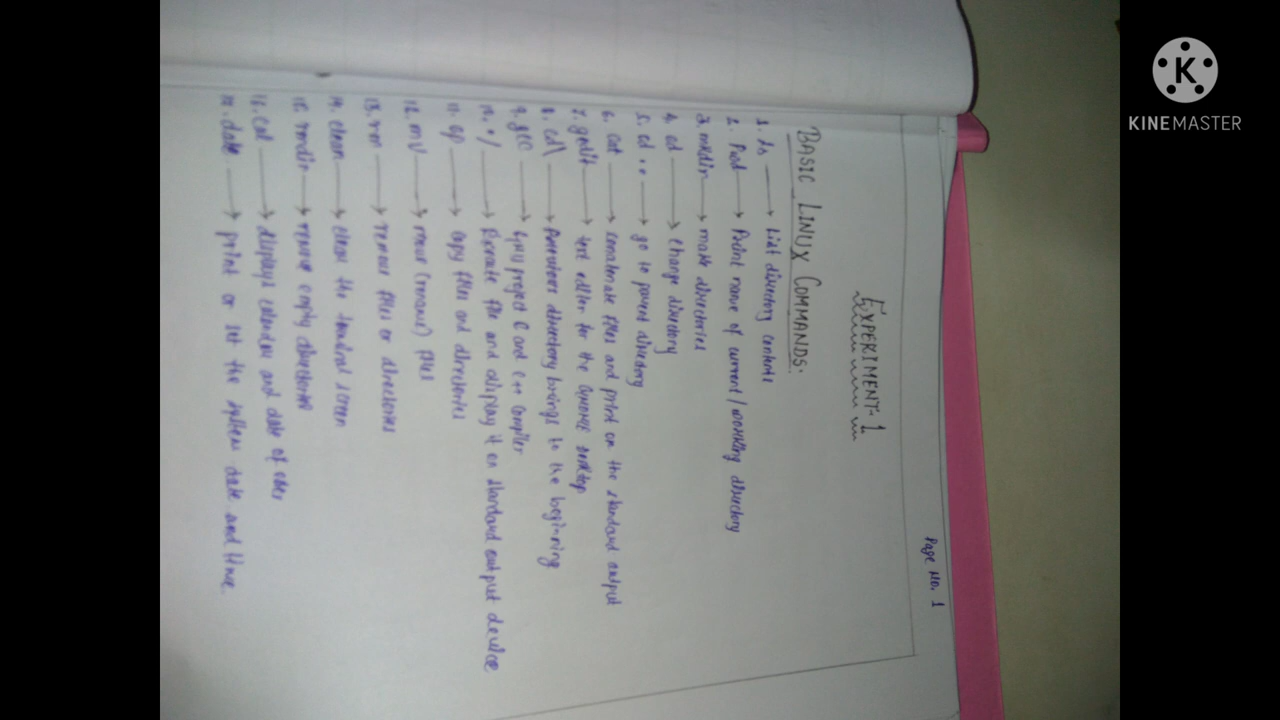 Page No. 1
EXPERIMENT-1
BASIC LINUX COMMANDS.
1. ls → List directory contents
2. Pwd → Print name of current/working directory
3. mkdir → make directories
4. cd → change directory
5. cd .. → go to parent directory
6. cat → conatenate files and print on the standard output
7. gedit → text editor for the GNOME Desktop
8. cd\ → directory brings to the beginning
9. gcc → GNU project C and C++ Compiler
10. ./ → Execute file and display it on standard output device
11. cp → copy files and directories
12. mv → move (rename) files
13. rm → remove files or directories
14. clear → clear the terminal screen
15. rmdir → remove empty directories
cal → displays calendar and date of
date → print or set the system date and time.
KINEMASTER